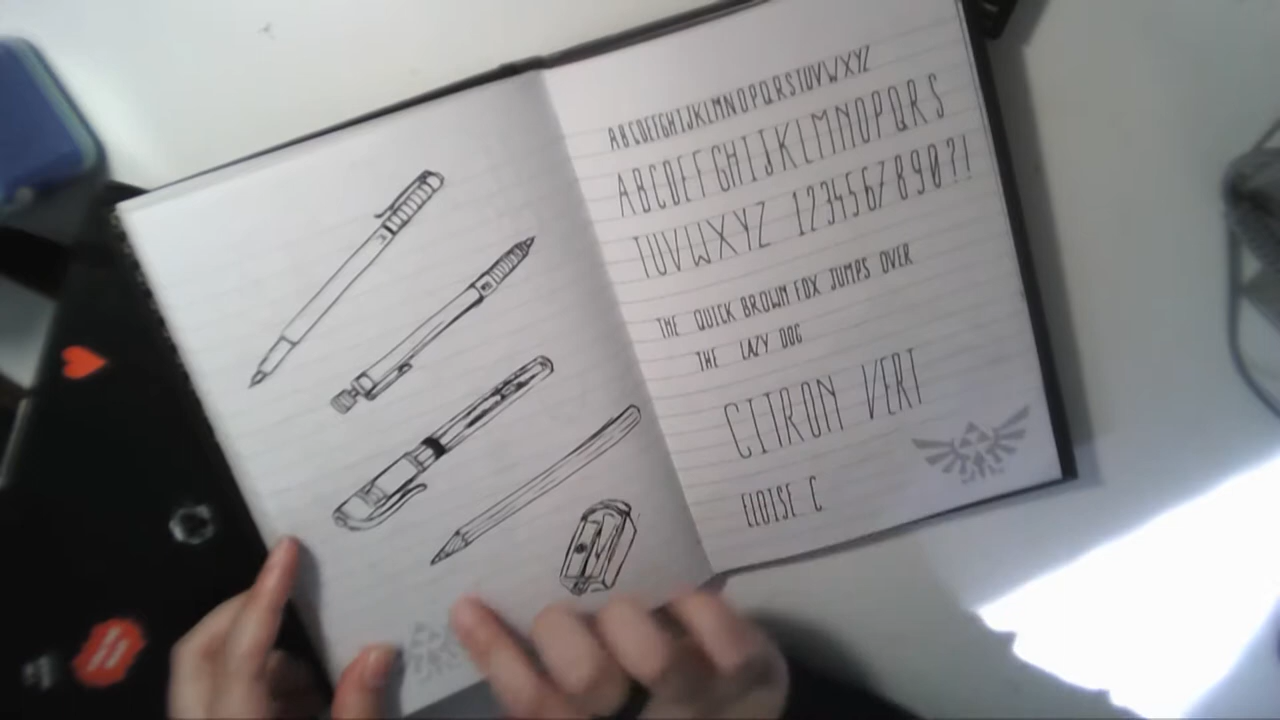 ABCDEFGHIJKLMNOPQRSTUVWXYZ
ABCDEFGHIJKLMNOPQRS
TUVWXYZ 1234567890?!
THE QUICK BROWN FOX JUMPS OVER
THE LAZY DOG
CITRON VERT
ELOISE C